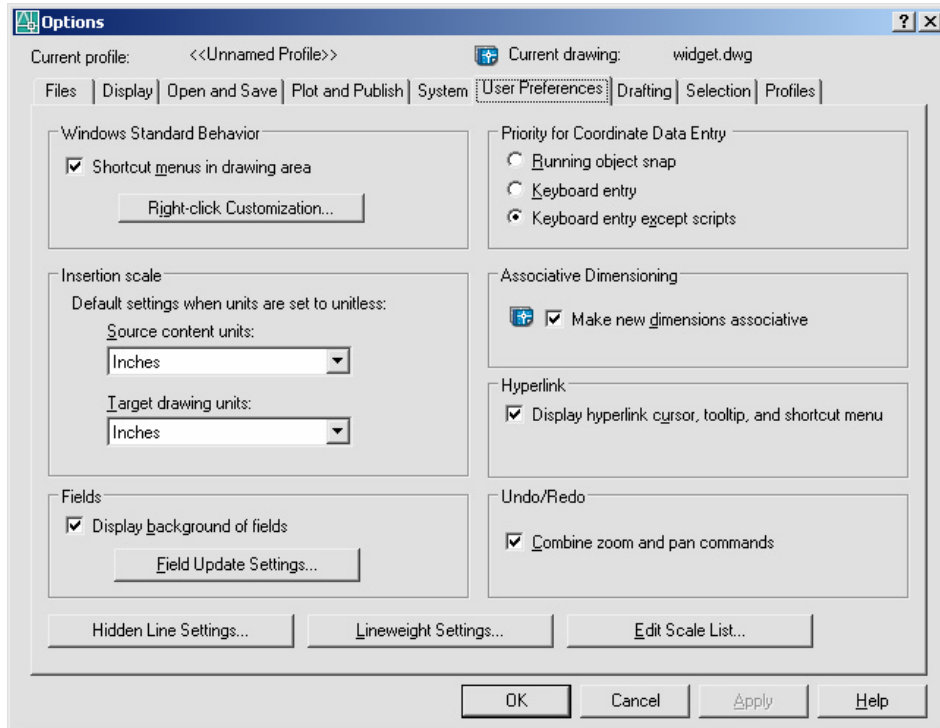 Options
Current profile: <<Unnamed Profile>> Current drawing: widget.dwg
Files Display Open and Save Plot and Publish System User Preferences Drafting Selection Profiles
Windows Standard Behavior
Shortcut menus in drawing area
Right-click Customization...
Priority for Coordinate Data Entry
Running object snap
Keyboard entry
Keyboard entry except scripts
Insertion scale
Default settings when units are set to unitless:
Source content units:
Inches
Target drawing units:
Inches
Associative Dimensioning
Make new dimensions associative
Hyperlink
Display hyperlink cursor, tooltip, and shortcut menu
Fields
Display background of fields
Field Update Settings...
Undo/Redo
Combine zoom and pan commands
Hidden Line Settings... Lineweight Settings... Edit Scale List...
OK Cancel Apply Help